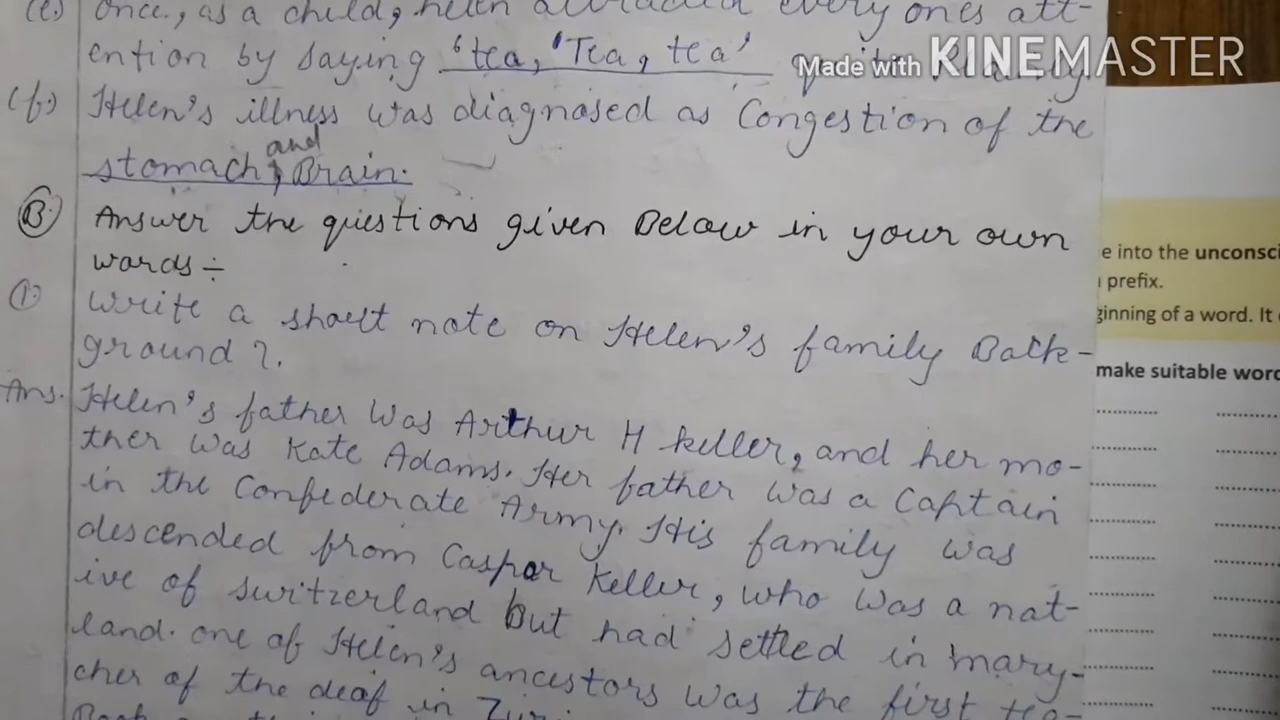 (e.) once, as a child, helen attracted every ones att-
ention by saying 'tea, 'Tea, tea'
Made with KINEMASTER
(f.) Helen's illness was diagnosed as Congestion of the
stomach, and Brain.
(B) Answer the questions given Below in your own
words ÷
(1) write a short note on Helen's family Back-
ground ?.
Ans. Helen's father was Arthur H keller, and her mo-
ther was Kate Adams. Her father was a Captain
in the Confederate Army. His family was
descended from Caspar Keller, who was a nat-
ive of switzerland but had settled in mary-
land. one of Helen's ancestors was the first tea-
cher of the deaf in
e into the unconsci
prefix.
ginning of a word. It
make suitable word